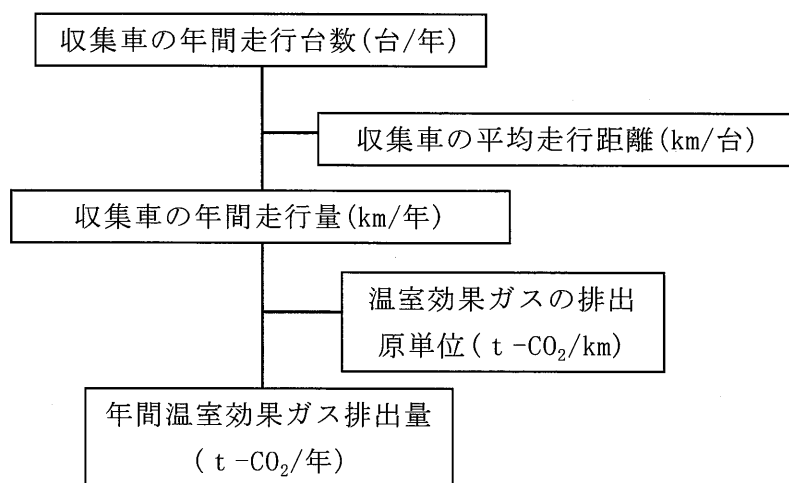 収集車の年間走行台数(台/年)
収集車の平均走行距離(km/台)
収集車の年間走行量(km/年)
温室効果ガスの排出
原単位(t-CO₂/km)
年間温室効果ガス排出量
(t-CO₂/年)